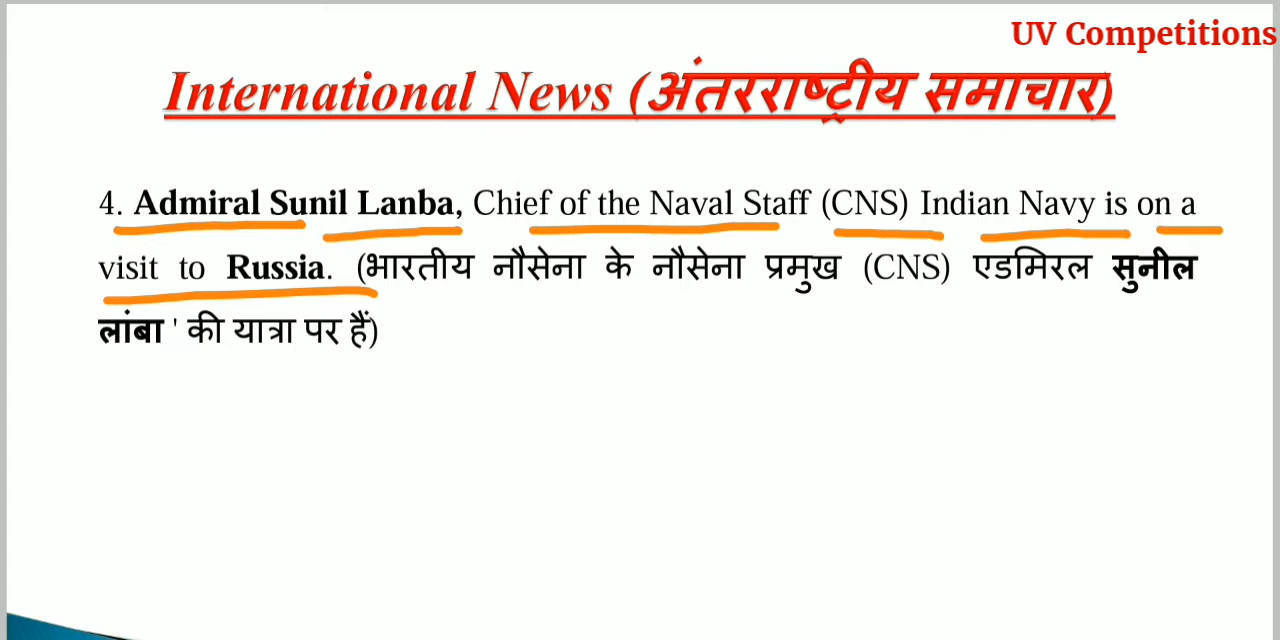 UV Competitions
International News (अंतरराष्ट्रीय समाचार)
4. Admiral Sunil Lanba, Chief of the Naval Staff (CNS) Indian Navy is on a
visit to Russia. (भारतीय नौसेना के नौसेना प्रमुख (CNS) एडमिरल सुनील
लांबा ' की यात्रा पर हैं)